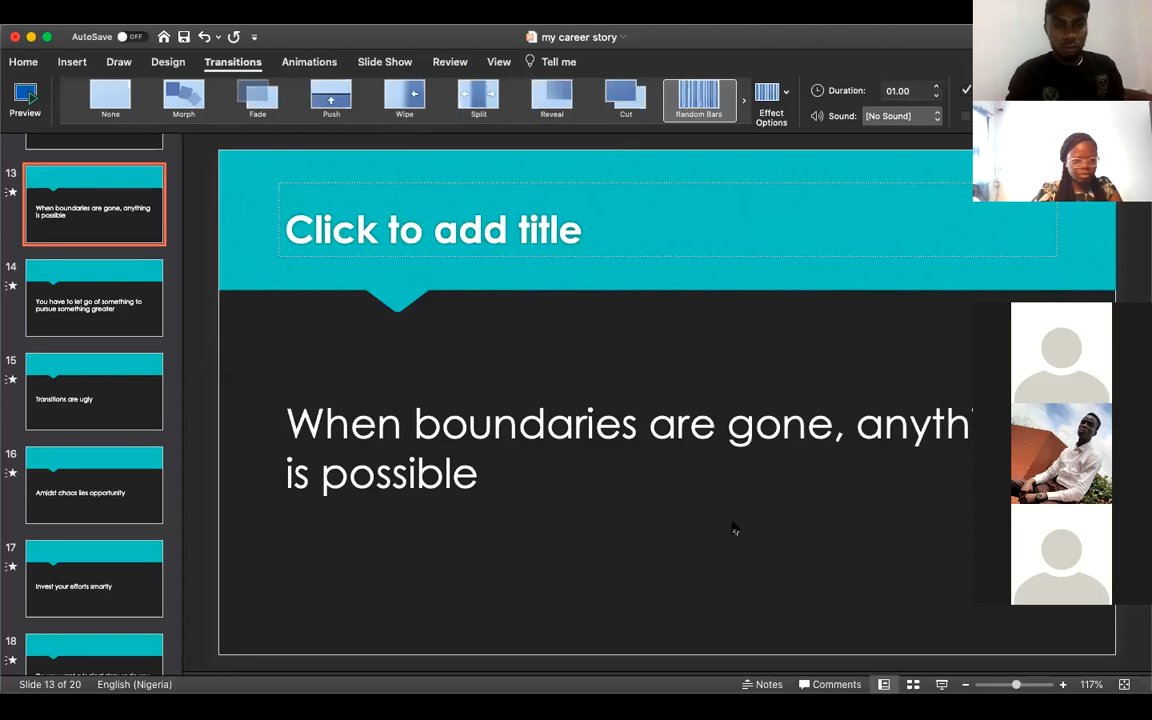 AutoSave OFF
my career story
Home Insert Draw Design Transitions Animations Slide Show Review View Tell me
Preview
None Morph Fade Push Wipe Split Reveal Cut Random Bars
Effect
Options
Duration: 01.00
Sound: [No Sound]
13
When boundaries are gone, anything
is possible
14
You have to let go of something to
pursue something greater
15
Transitions are ugly
16
Amidst chaos lies opportunity
17
Invest your efforts smartly
18
Click to add title
When boundaries are gone, anythi
is possible
Slide 13 of 20 English (Nigeria)
Notes Comments 117%